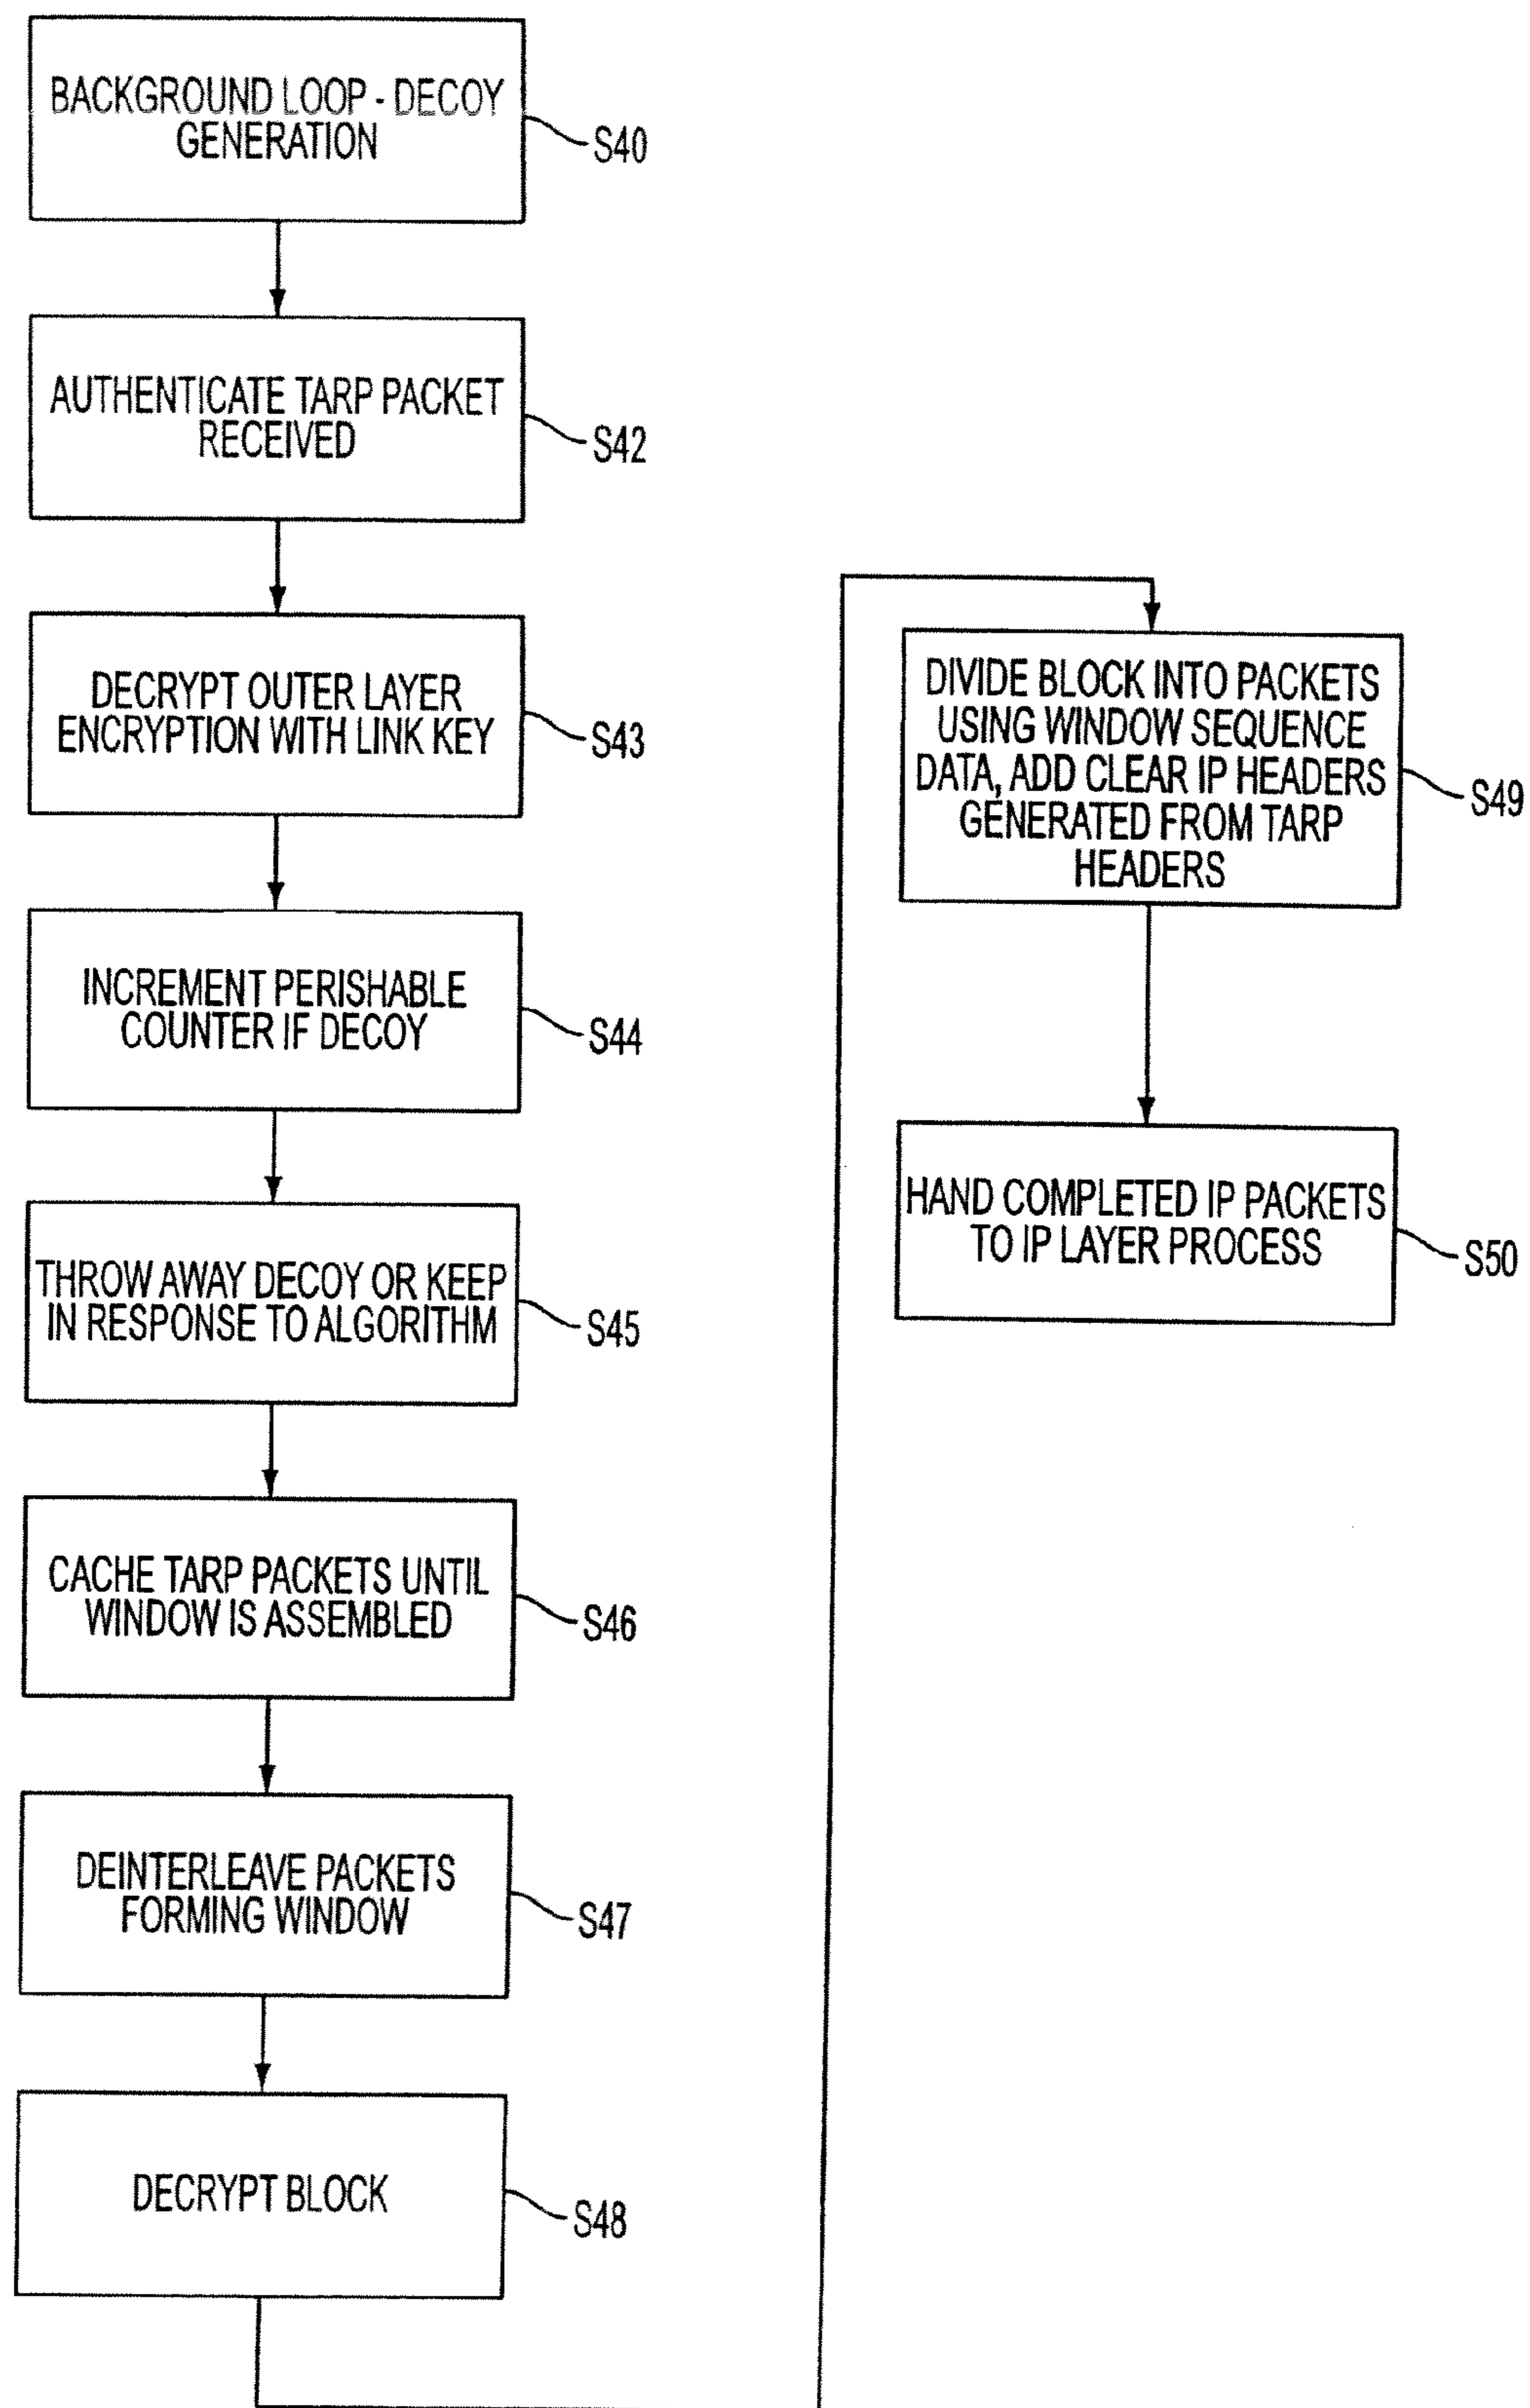 BACKGROUND LOOP - DECOY
GENERATION
S40
AUTHENTICATE TARP PACKET
RECEIVED
S42
DECRYPT OUTER LAYER
ENCRYPTION WITH LINK KEY
S43
INCREMENT PERISHABLE
COUNTER IF DECOY
S44
THROW AWAY DECOY OR KEEP
IN RESPONSE TO ALGORITHM
S45
CACHE TARP PACKETS UNTIL
WINDOW IS ASSEMBLED
S46
DEINTERLEAVE PACKETS
FORMING WINDOW
S47
DECRYPT BLOCK
S48
DIVIDE BLOCK INTO PACKETS
USING WINDOW SEQUENCE
DATA, ADD CLEAR IP HEADERS
GENERATED FROM TARP
HEADERS
S49
HAND COMPLETED IP PACKETS
TO IP LAYER PROCESS
S50